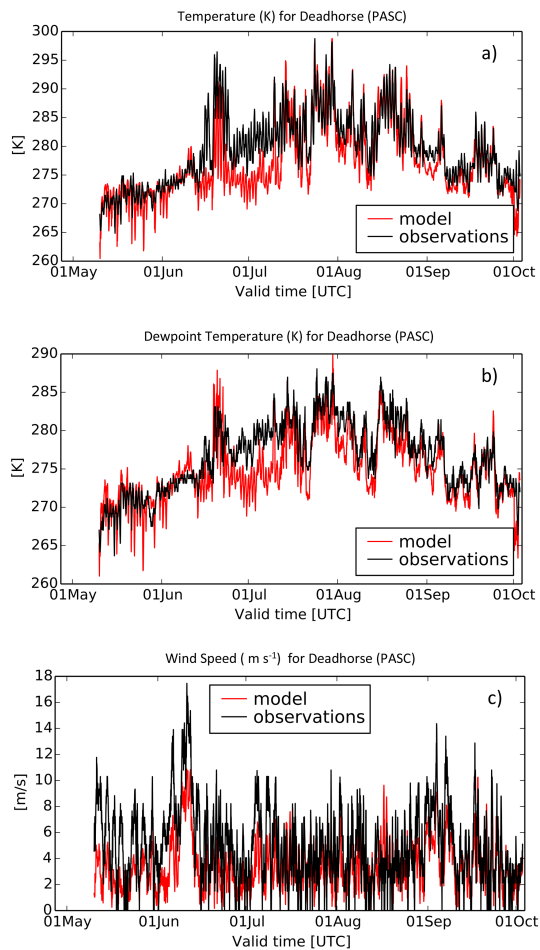 Temperature (K) for Deadhorse (PASC)
300
a)
295
290
285
[K]
280
275
270
265
model
observations
260
01May 01Jun 01Jul 01Aug 01Sep 01Oct
Valid time [UTC]
Dewpoint Temperature (K) for Deadhorse (PASC)
290
b)
285
280
[K]
275
270
265
model
observations
260
01May 01Jun 01Jul 01Aug 01Sep 01Oct
Valid time [UTC]
Wind Speed ( m s-1) for Deadhorse (PASC)
18
model
c)
16
observations
14
12
10
[m/s]
8
6
4
2
0
01May 01Jun 01Jul 01Aug 01Sep 01Oct
Valid time [UTC]